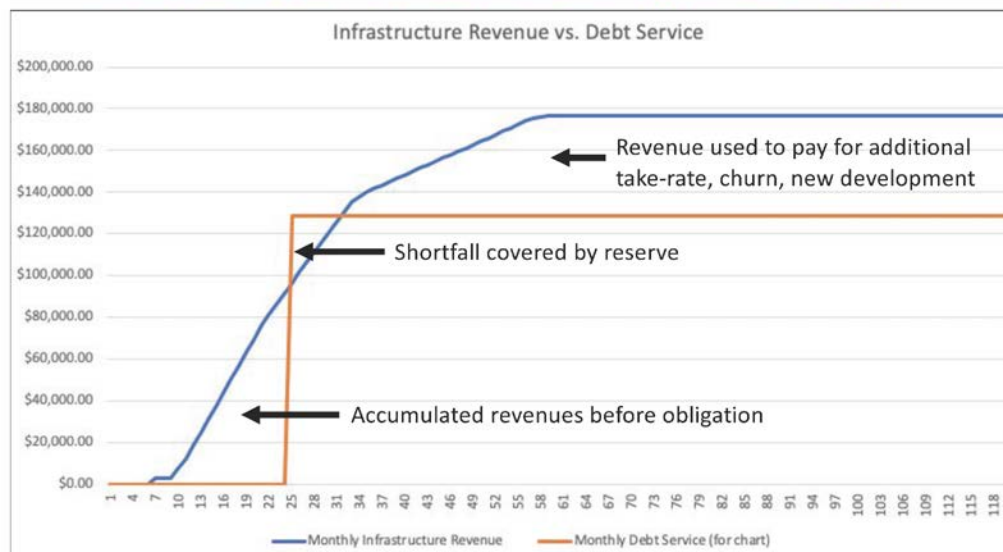 Infrastructure Revenue vs. Debt Service
$200,000.00
$180,000.00
$160,000.00
$140,000.00
$120,000.00
$100,000.00
$80,000.00
$60,000.00
$40,000.00
$20,000.00
$0.00
Revenue used to pay for additional
take-rate, churn, new development
Shortfall covered by reserve
Accumulated revenues before obligation
1 4 7 10 13 16 19 22 25 28 31 34 37 40 43 46 49 52 55 58 61 64 67 70 73 76 79 82 85 88 91 94 97 100 103 106 109 112 115 118
Monthly Infrastructure Revenue Monthly Debt Service (for chart)